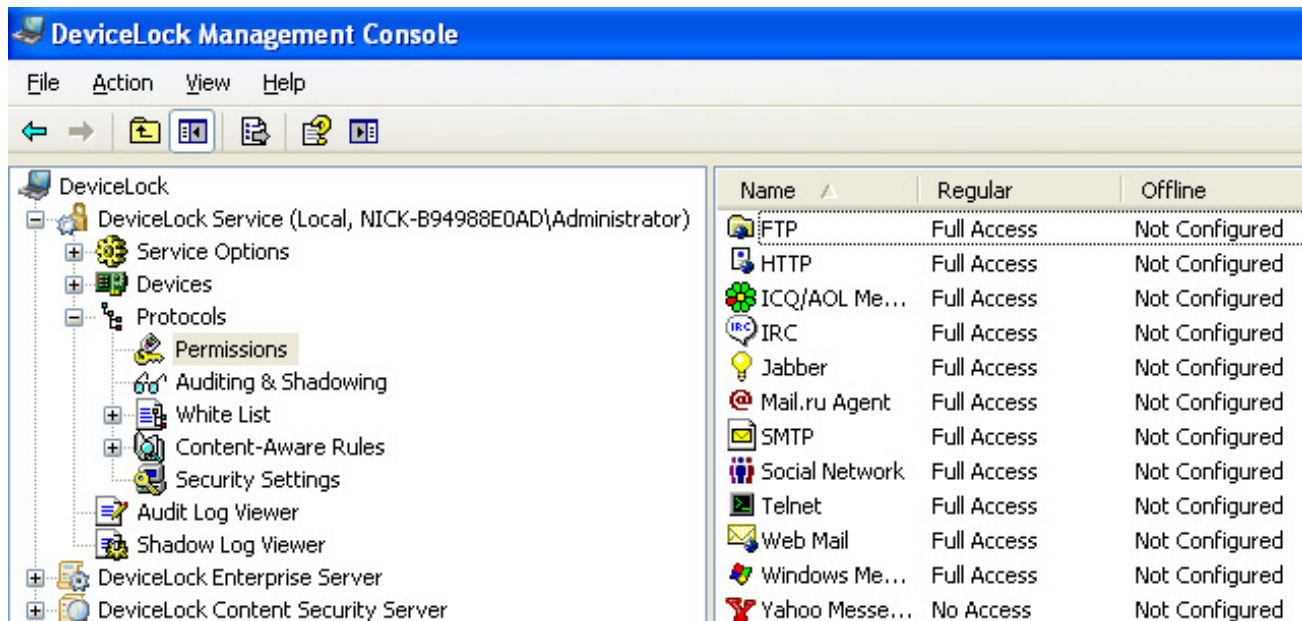 DeviceLock Management Console
File Action View Help
DeviceLock
DeviceLock Service (Local, NICK-B94988E0AD\Administrator)
Service Options
Devices
Protocols
Permissions
Auditing & Shadowing
White List
Content-Aware Rules
Security Settings
Audit Log Viewer
Shadow Log Viewer
DeviceLock Enterprise Server
DeviceLock Content Security Server
Name Regular Offline
FTP Full Access Not Configured
HTTP Full Access Not Configured
ICQ/AOL Me... Full Access Not Configured
IRC IRC Full Access Not Configured
Jabber Full Access Not Configured
Mail.ru Agent Full Access Not Configured
SMTP Full Access Not Configured
Social Network Full Access Not Configured
Telnet Full Access Not Configured
Web Mail Full Access Not Configured
Windows Me... Full Access Not Configured
Yahoo Messe... No Access Not Configured